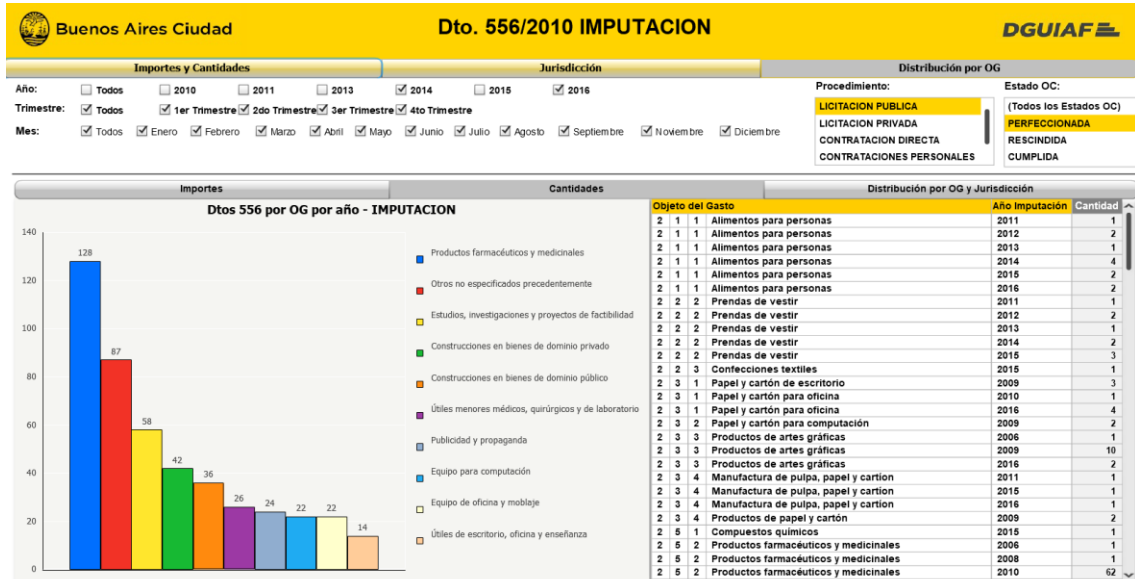 Buenos Aires Ciudad
Dto. 556/2010 IMPUTACION
DGUIAF
Importes y Cantidades Jurisdicción Distribución por OG
Año: Todos 2010 2011 2013 2014 2015 2016
Trimestre: Todos 1er Trimestre 2do Trimestre 3er Trimestre 4to Trimestre
Mes: Todos Enero Febrero Marzo Abril Mayo Junio Julio Agosto Septiembre Noviembre Diciembre
Procedimiento:
LICITACION PUBLICA
LICITACION PRIVADA
CONTRATACION DIRECTA
CONTRATACIONES PERSONALES
Estado OC:
(Todos los Estados OC)
PERFECCIONADA
RESCINDIDA
CUMPLIDA
Importes Cantidades Distribución por OG y Jurisdicción
Dtos 556 por OG por año - IMPUTACION
140
120
100
80
60
40
20
0
128
87
58
42
36
26
24
22
22
14
Productos farmacéuticos y medicinales
Otros no especificados precedentemente
Estudios, investigaciones y proyectos de factibilidad
Construcciones en bienes de dominio privado
Construcciones en bienes de dominio público
Útiles menores médicos, quirúrgicos y de laboratorio
Publicidad y propaganda
Equipo para computación
Equipo de oficina y moblaje
Útiles de escritorio, oficina y enseñanza
Objeto del Gasto Año Imputación Cantidad
2 1 1 Alimentos para personas 2011 1
2 1 1 Alimentos para personas 2012 2
2 1 1 Alimentos para personas 2013 1
2 1 1 Alimentos para personas 2014 4
2 1 1 Alimentos para personas 2015 2
2 1 1 Alimentos para personas 2016 2
2 2 2 Prendas de vestir 2011 1
2 2 2 Prendas de vestir 2012 2
2 2 2 Prendas de vestir 2013 1
2 2 2 Prendas de vestir 2014 2
2 2 2 Prendas de vestir 2015 3
2 2 3 Confecciones textiles 2015 1
2 3 1 Papel y cartón de escritorio 2009 3
2 3 1 Papel y cartón para oficina 2010 1
2 3 1 Papel y cartón para oficina 2016 4
2 3 2 Papel y cartón para computación 2009 2
2 3 3 Productos de artes gráficas 2006 1
2 3 3 Productos de artes gráficas 2009 10
2 3 3 Productos de artes gráficas 2016 2
2 3 4 Manufactura de pulpa, papel y cartion 2011 1
2 3 4 Manufactura de pulpa, papel y cartion 2015 1
2 3 4 Manufactura de pulpa, papel y cartion 2016 1
2 3 4 Productos de papel y cartón 2009 2
2 5 1 Compuestos químicos 2015 1
2 5 2 Productos farmacéuticos y medicinales 2006 1
2 5 2 Productos farmacéuticos y medicinales 2008 1
2 5 2 Productos farmacéuticos y medicinales 2010 62